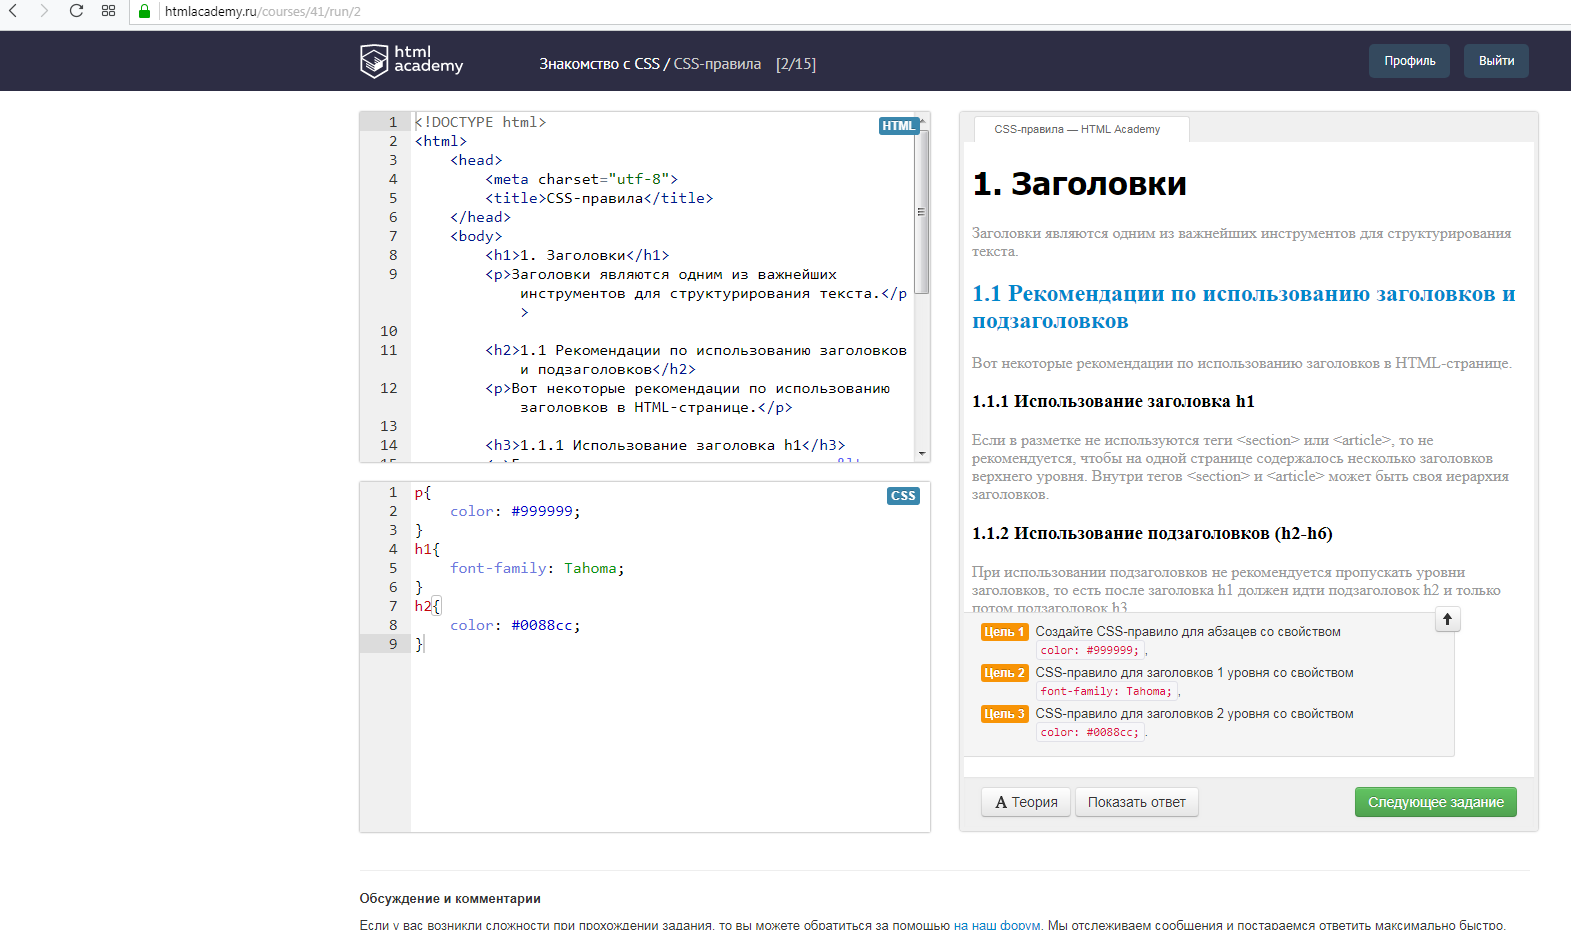 htmlacademy.ru/courses/41/run/2
html
academy
Знакомство с CSS / CSS-правила [2/15]
Профиль
Выйти
HTML
1 <!DOCTYPE html>
2 <html>
3 <head>
4 <meta charset="utf-8">
5 <title>CSS-правила</title>
6 </head>
7 <body>
8 <h1>1. Заголовки</h1>
9 <p>Заголовки являются одним из важнейших
инструментов для структурирования текста.</p
>
10
11 <h2>1.1 Рекомендации по использованию заголовков
и подзаголовков</h2>
12 <p>Вот некоторые рекомендации по использованию
заголовков в HTML-странице.</p>
13
14 <h3>1.1.1 Использование заголовка h1</h3>
CSS
1 p{
2 color: #999999;
3 }
4 h1{
5 font-family: Tahoma;
6 }
7 h2{
8 color: #0088cc;
9 }
CSS-правила — HTML Academy
1. Заголовки
Заголовки являются одним из важнейших инструментов для структурирования
текста.
1.1 Рекомендации по использованию заголовков и
подзаголовков
Вот некоторые рекомендации по использованию заголовков в HTML-странице.
1.1.1 Использование заголовка h1
Если в разметке не используются теги <section> или <article>, то не
рекомендуется, чтобы на одной странице содержалось несколько заголовков
верхнего уровня. Внутри тегов <section> и <article> может быть своя иерархия
заголовков.
1.1.2 Использование подзаголовков (h2-h6)
При использовании подзаголовков не рекомендуется пропускать уровни
заголовков, то есть после заголовка h1 должен идти подзаголовок h2 и только
потом подзаголовок h3
Цель 1 Создайте CSS-правило для абзацев со свойством
color: #999999; ,
Цель 2 CSS-правило для заголовков 1 уровня со свойством
font-family: Tahoma; ,
Цель 3 CSS-правило для заголовков 2 уровня со свойством
color: #0088cc; .
A Теория
Показать ответ
Следующее задание
Обсуждение и комментарии
Если у вас возникли сложности при прохождении задания, то вы можете обратиться за помощью на наш форум. Мы отслеживаем сообщения и постараемся ответить максимально быстро.